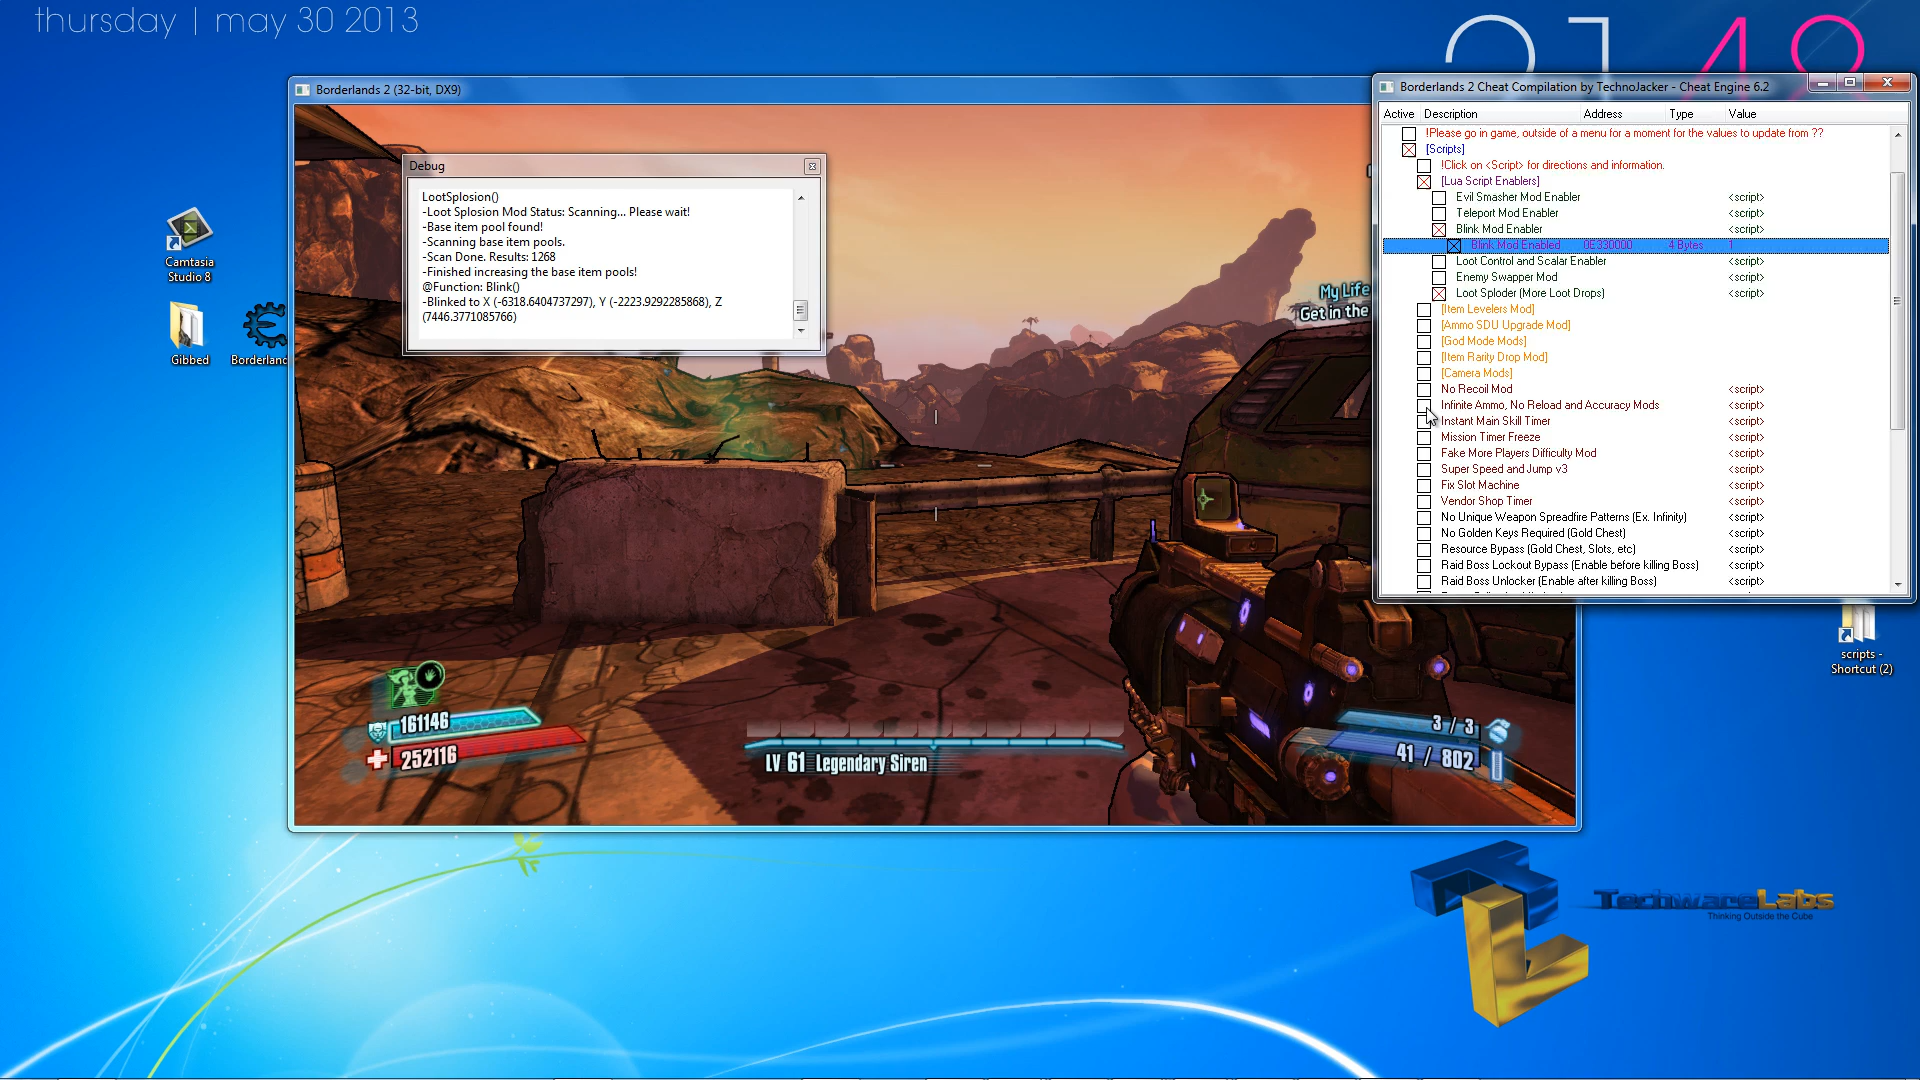 thursday | may 30 2013
Borderlands 2 (32-bit, DX9)
Debug
LootSplosion()
-Loot Splosion Mod Status: Scanning... Please wait!
-Base item pool found!
-Scanning base item pools.
-Scan Done. Results: 1268
-Finished increasing the base item pools!
@Function: Blink()
-Blinked to X (-6318.6404737297), Y (-2223.9292285868), Z
(7446.3771085766)
Camtasia
Studio 8
Gibbed
Borderland
My Life
Get in the
161146
252116
LV 61 Legendary Siren
3 / 3
41 / 802
Borderlands 2 Cheat Compilation by TechnoJacker - Cheat Engine 6.2
Active Description Address Type Value
!Please go in game, outside of a menu for a moment for the values to update from ??
[Scripts]
!Click on <Script> for directions and information.
[Lua Script Enablers]
Evil Smasher Mod Enabler <script>
Teleport Mod Enabler <script>
Blink Mod Enabler <script>
Blink Mod Enabled 0E330000 4 Bytes 1
Loot Control and Scalar Enabler <script>
Enemy Swapper Mod <script>
Loot Sploder (More Loot Drops) <script>
[Item Levelers Mod]
[Ammo SDU Upgrade Mod]
[God Mode Mods]
[Item Rarity Drop Mod]
[Camera Mods]
No Recoil Mod <script>
Infinite Ammo, No Reload and Accuracy Mods <script>
Instant Main Skill Timer <script>
Mission Timer Freeze <script>
Fake More Players Difficulty Mod <script>
Super Speed and Jump v3 <script>
Fix Slot Machine <script>
Vendor Shop Timer <script>
No Unique Weapon Spreadfire Patterns (Ex. Infinity) <script>
No Golden Keys Required (Gold Chest) <script>
Resource Bypass (Gold Chest, Slots, etc) <script>
Raid Boss Lockout Bypass (Enable before killing Boss) <script>
Raid Boss Unlocker (Enable after killing Boss) <script>
scripts -
Shortcut (2)
TechwareLabs
Thinking Outside the Cube